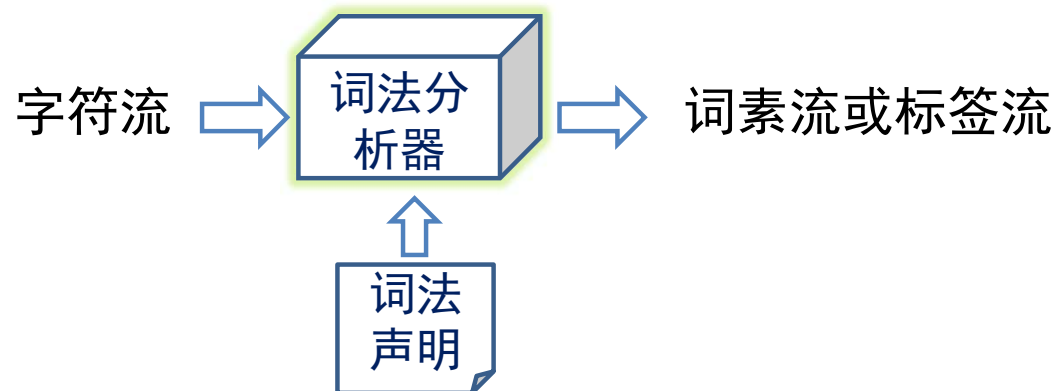 字符流
词法分
析器
词素流或标签流
词法
声明